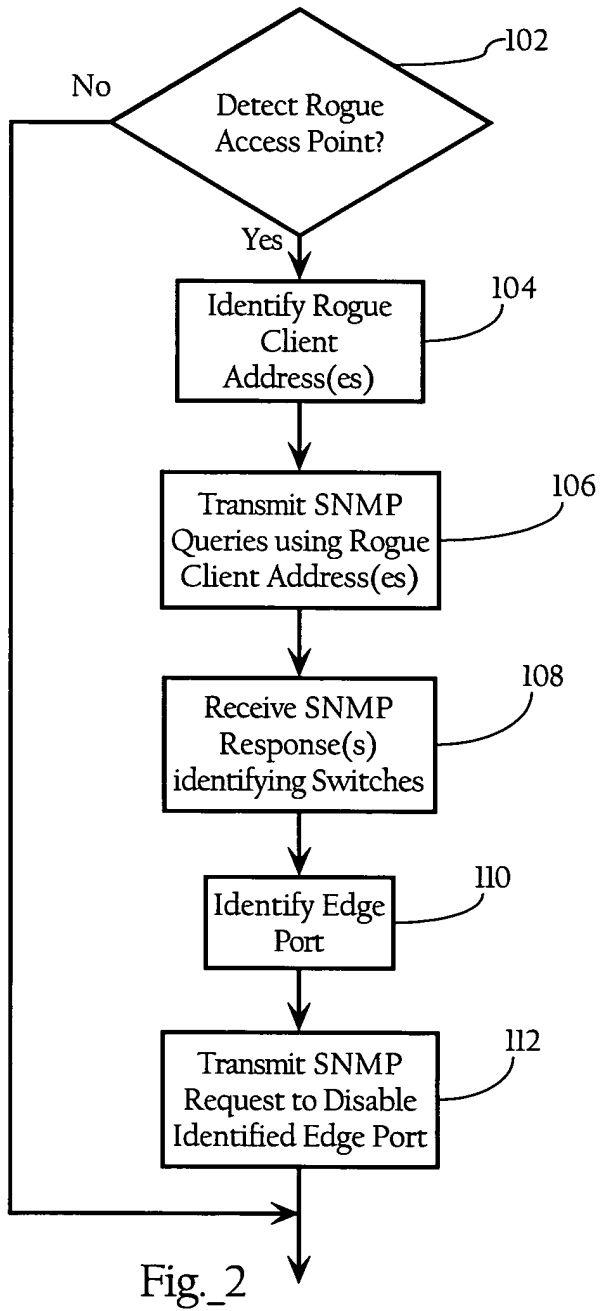 102
No
Detect Rogue
Access Point?
Yes
104
Identify Rogue
Client
Address(es)
106
Transmit SNMP
Queries using Rogue
Client Address(es)
108
Receive SNMP
Response(s)
identifying Switches
110
Identify Edge
Port
112
Transmit SNMP
Request to Disable
Identified Edge Port
Fig._2